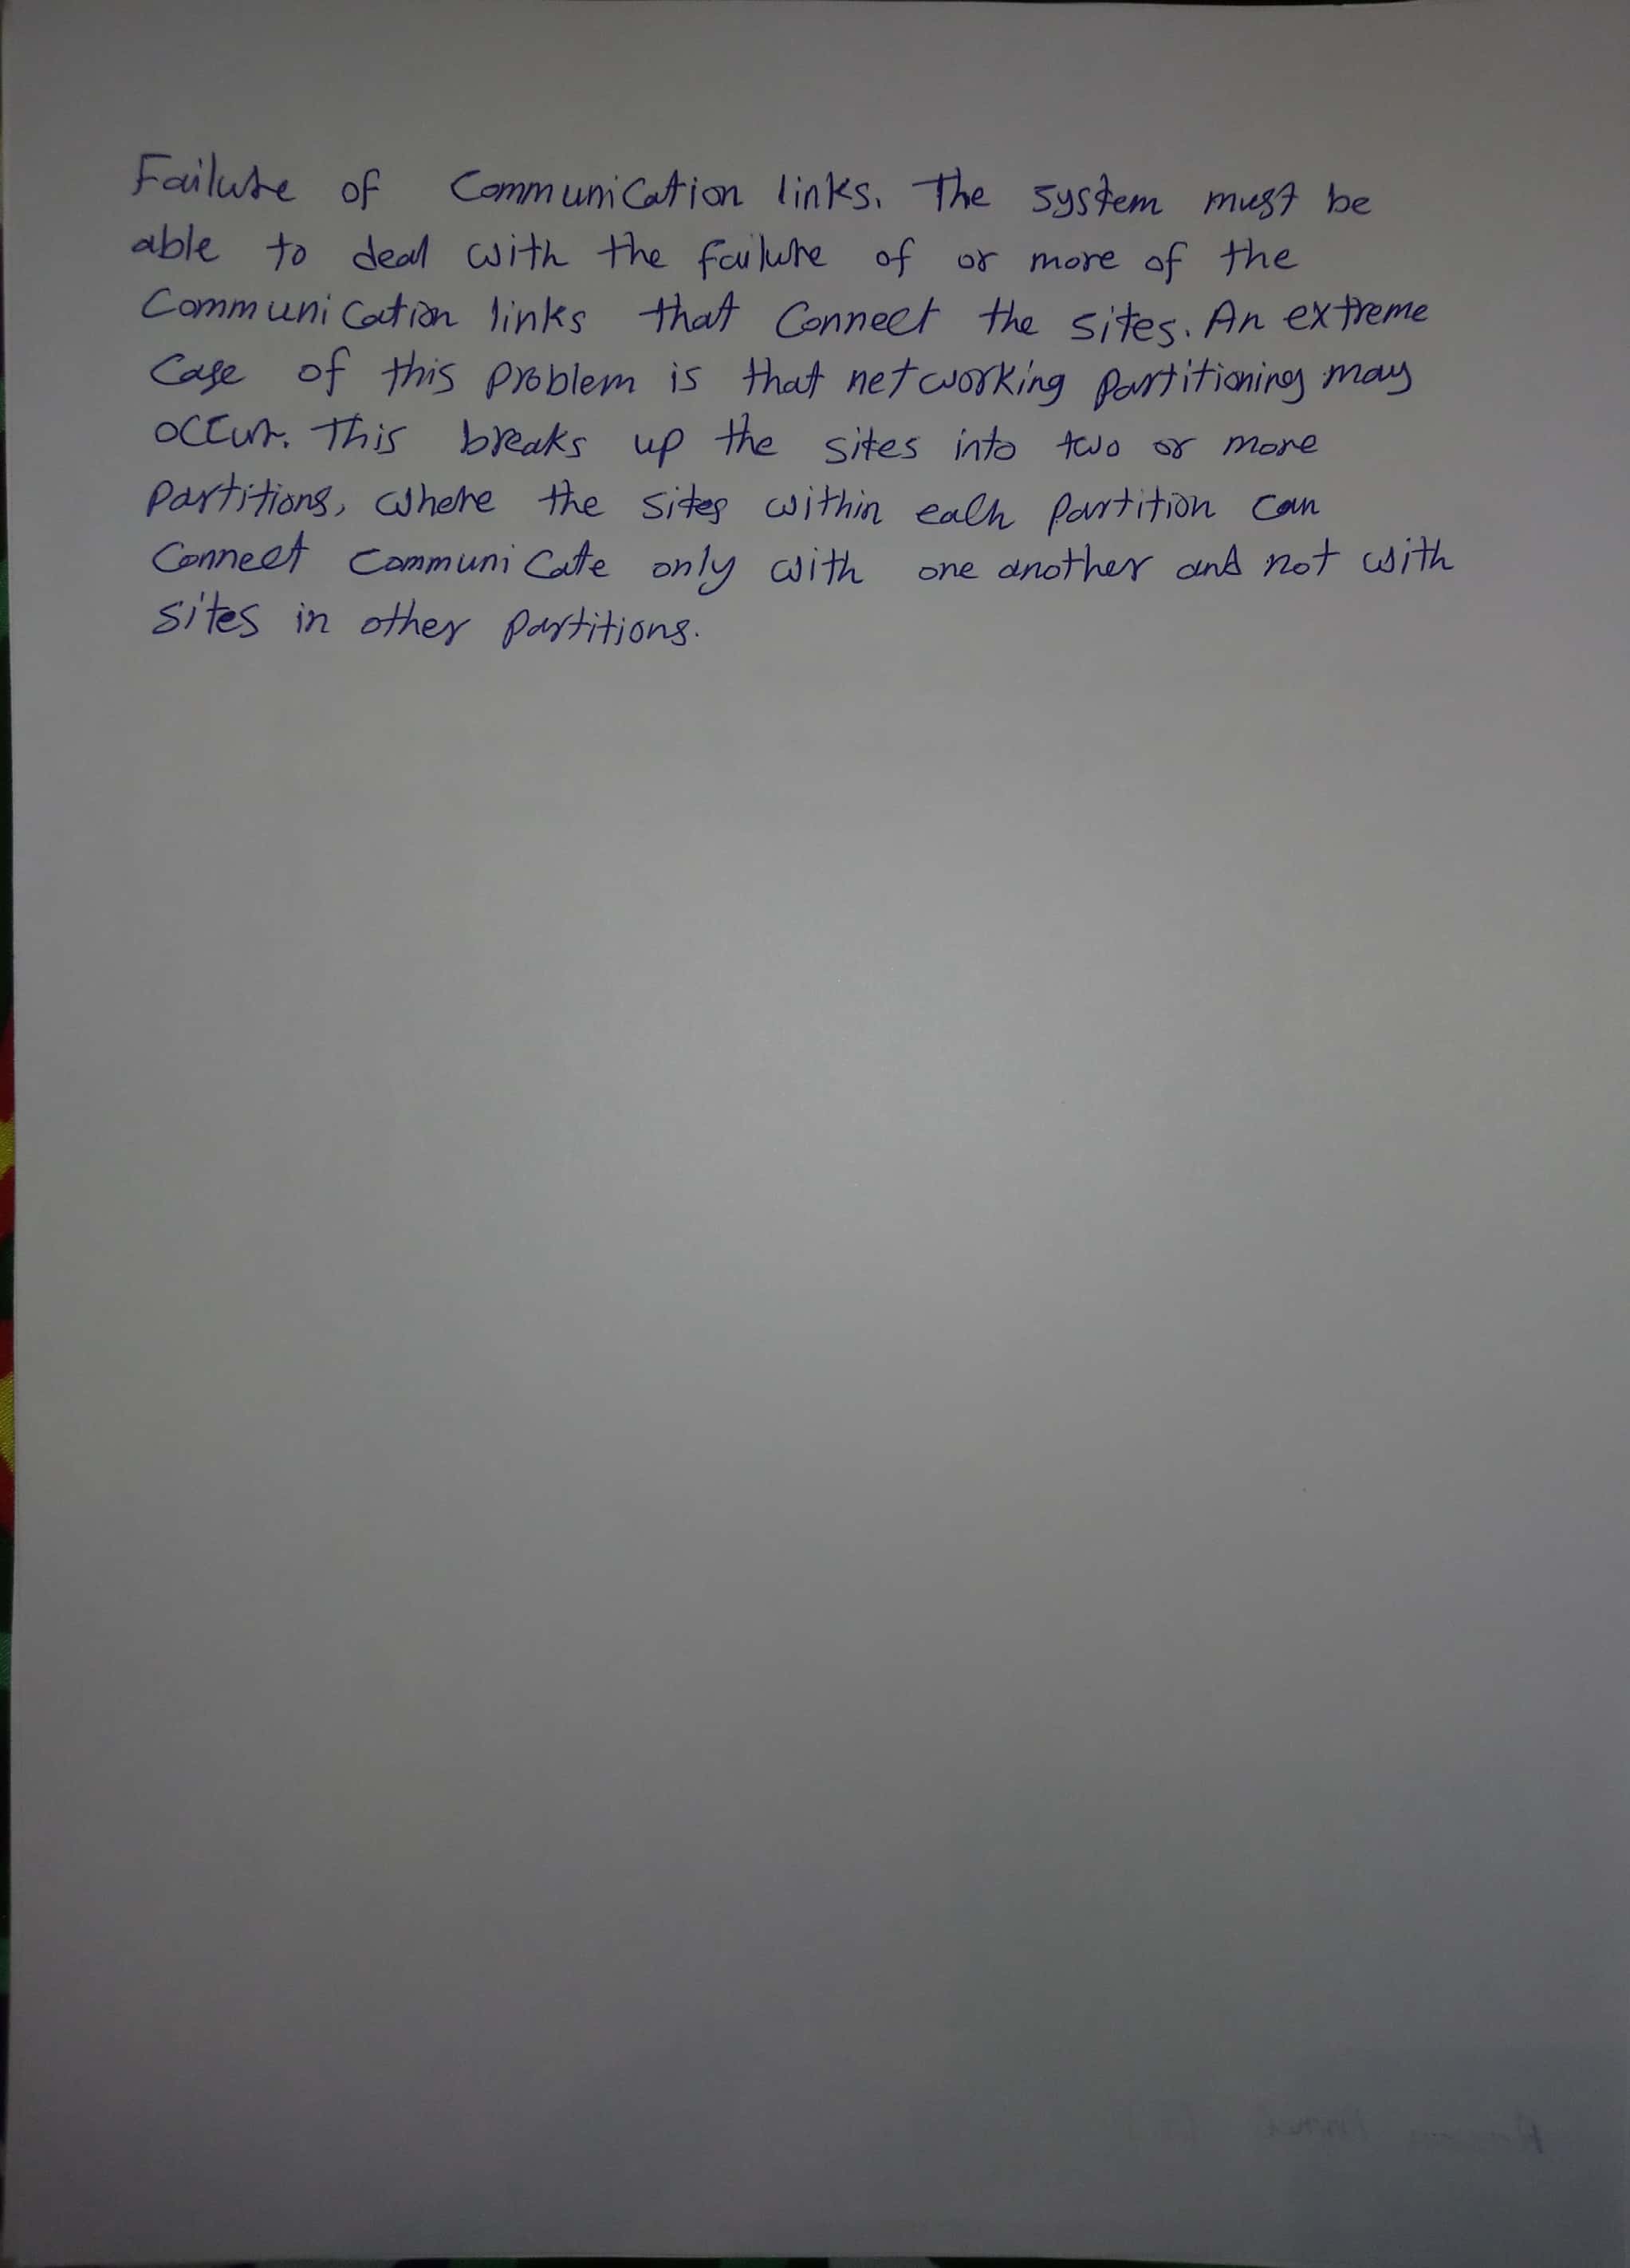 Failure of Communication links. The system must be
able to deal with the failure of or more of the
Communication links that Connect the sites. An extreme
Case of this problem is that networking partitioning may
occur. This breaks up the sites into two or more
partitions, where the sites within each partition can
Connect communicate only with one another and not with
sites in other partitions.